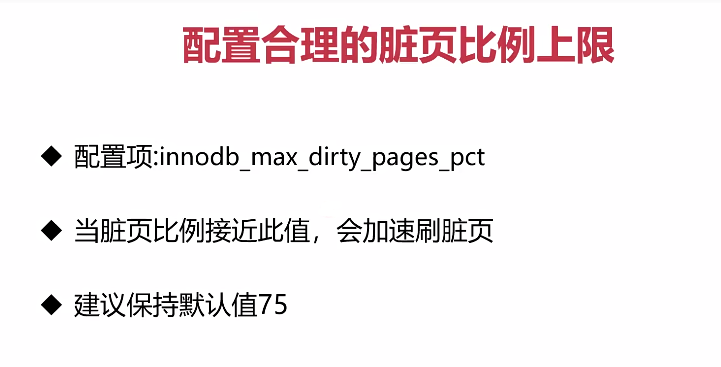 配置合理的脏页比例上限
◆ 配置项:innodb_max_dirty_pages_pct
◆ 当脏页比例接近此值，会加速刷脏页
◆ 建议保持默认值75